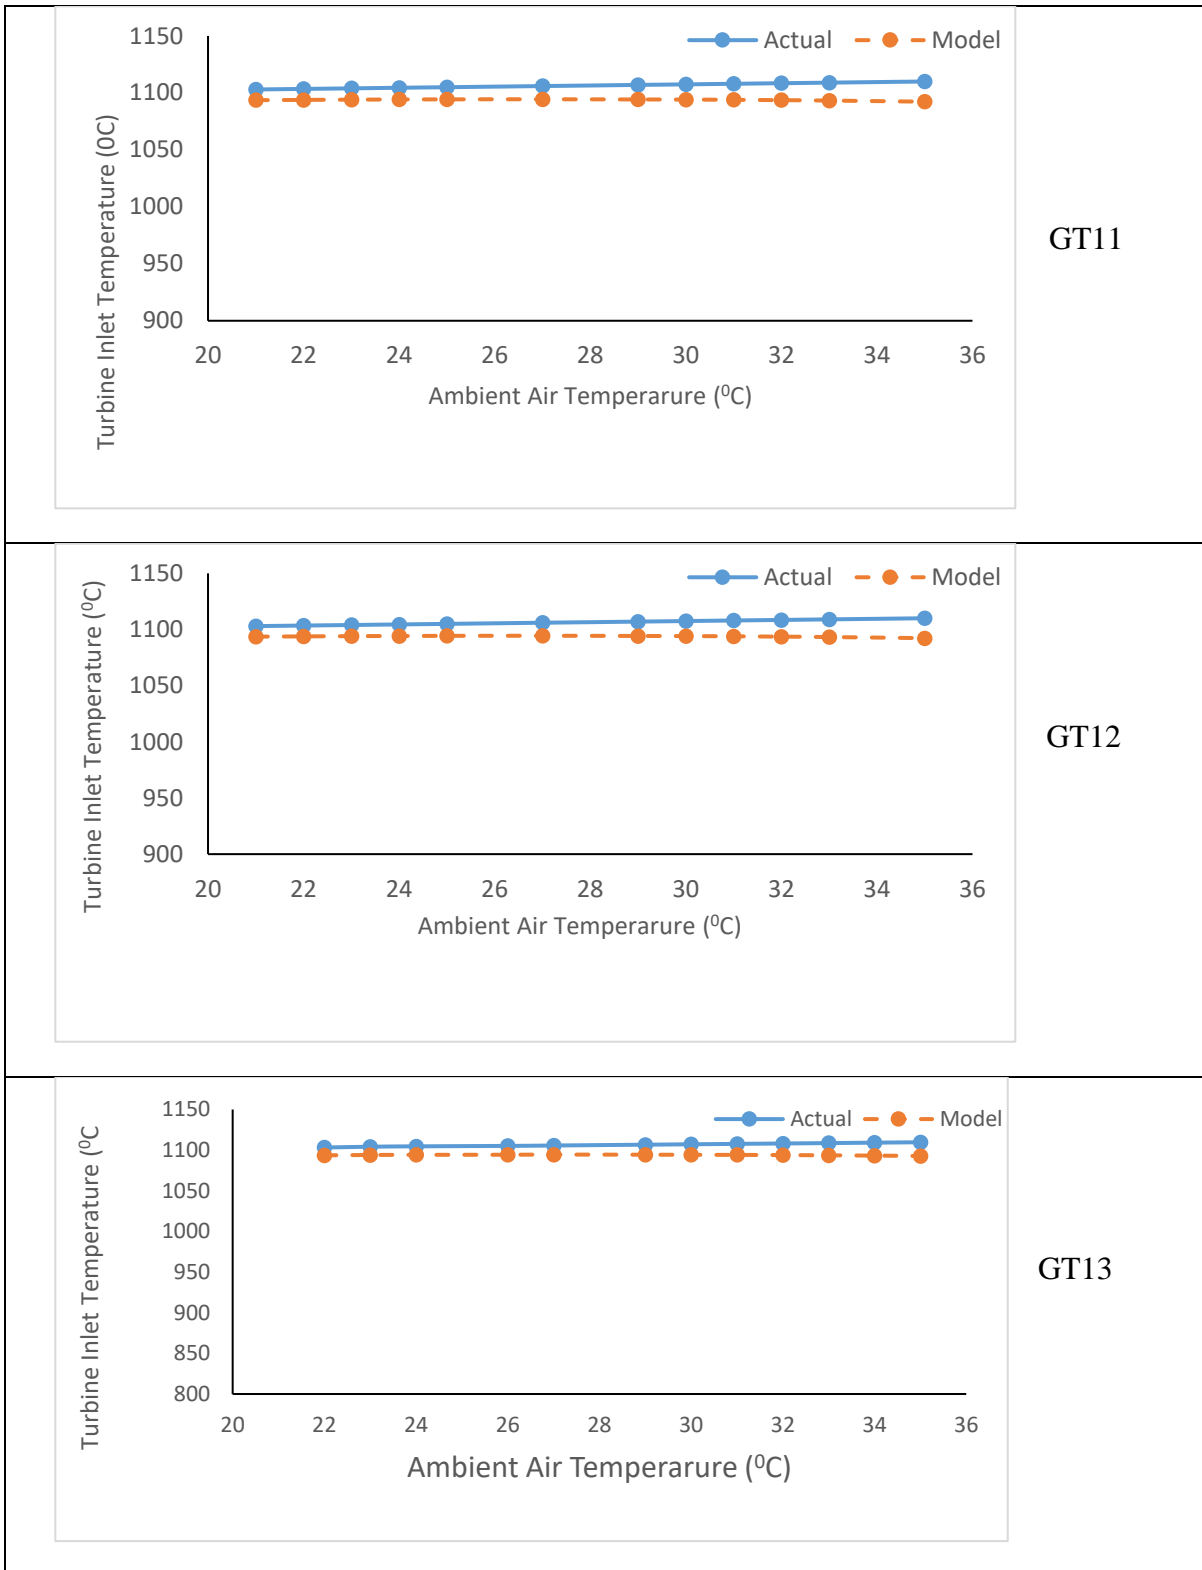 Actual Model
1150
1100
1050
1000
950
900
Turbine Inlet Temperature (0C)
20 22 24 26 28 30 32 34 36
Ambient Air Temperarure (⁰C)
GT11
Actual Model
1150
1100
1050
1000
950
900
Turbine Inlet Temperature (⁰C)
20 22 24 26 28 30 32 34 36
Ambient Air Temperarure (⁰C)
GT12
Actual Model
1150
1100
1050
1000
950
900
850
800
Turbine Inlet Temperature (⁰C
20 22 24 26 28 30 32 34 36
Ambient Air Temperarure (⁰C)
GT13